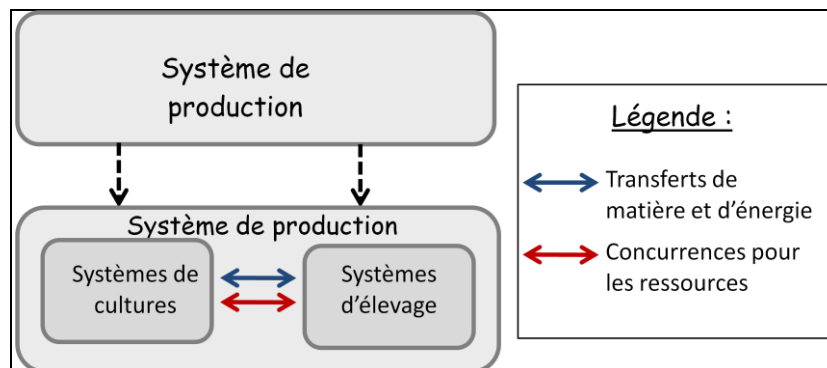 Système de
production
Système de production
Systèmes de
cultures
Systèmes
d'élevage
Légende :
Transferts de
matière et d'énergie
Concurrences pour
les ressources